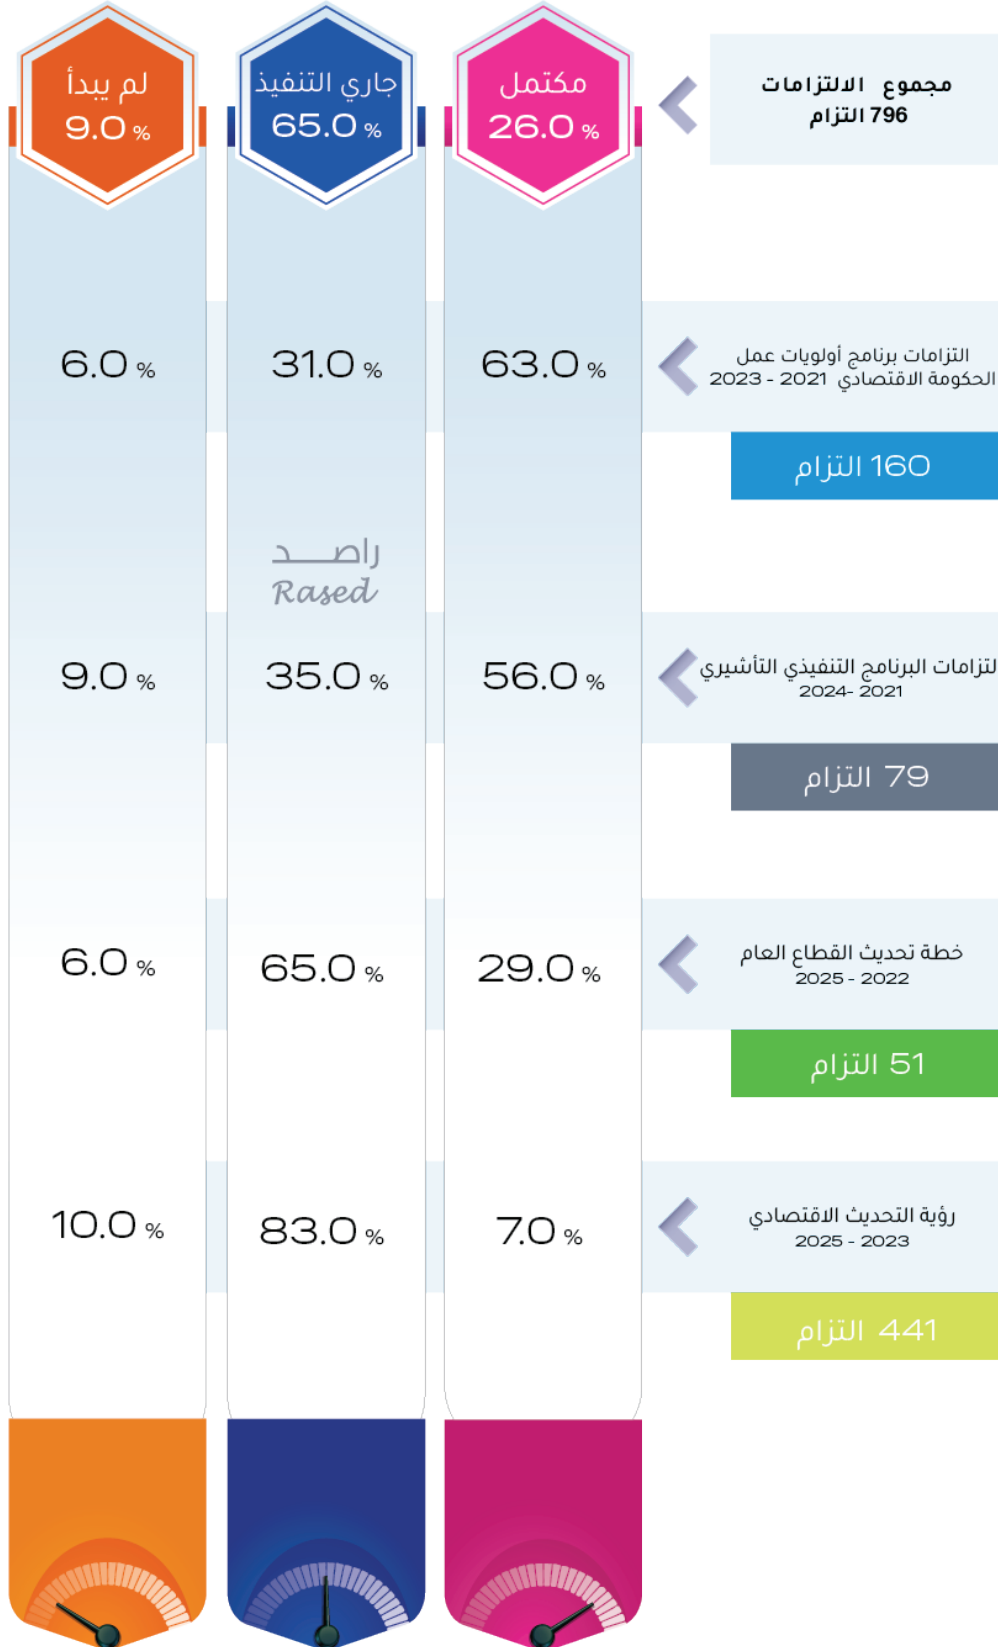 مجموع الالتزامات
796 التزام
مكتمل
26.0 %
جاري التنفيذ
65.0 %
لم يبدأ
9.0 %
التزامات برنامج أولويات عمل
الحكومة الاقتصادي 2021 - 2023
160 التزام
63.0 %
31.0 %
6.0 %
راصد
Rased
لتزامات البرنامج التنفيذي التأشيري
2021 -2024
79 التزام
56.0 %
35.0 %
9.0 %
خطة تحديث القطاع العام
2022 - 2025
51 التزام
29.0 %
65.0 %
6.0 %
رؤية التحديث الاقتصادي
2023 - 2025
441 التزام
7.0 %
83.0 %
10.0 %